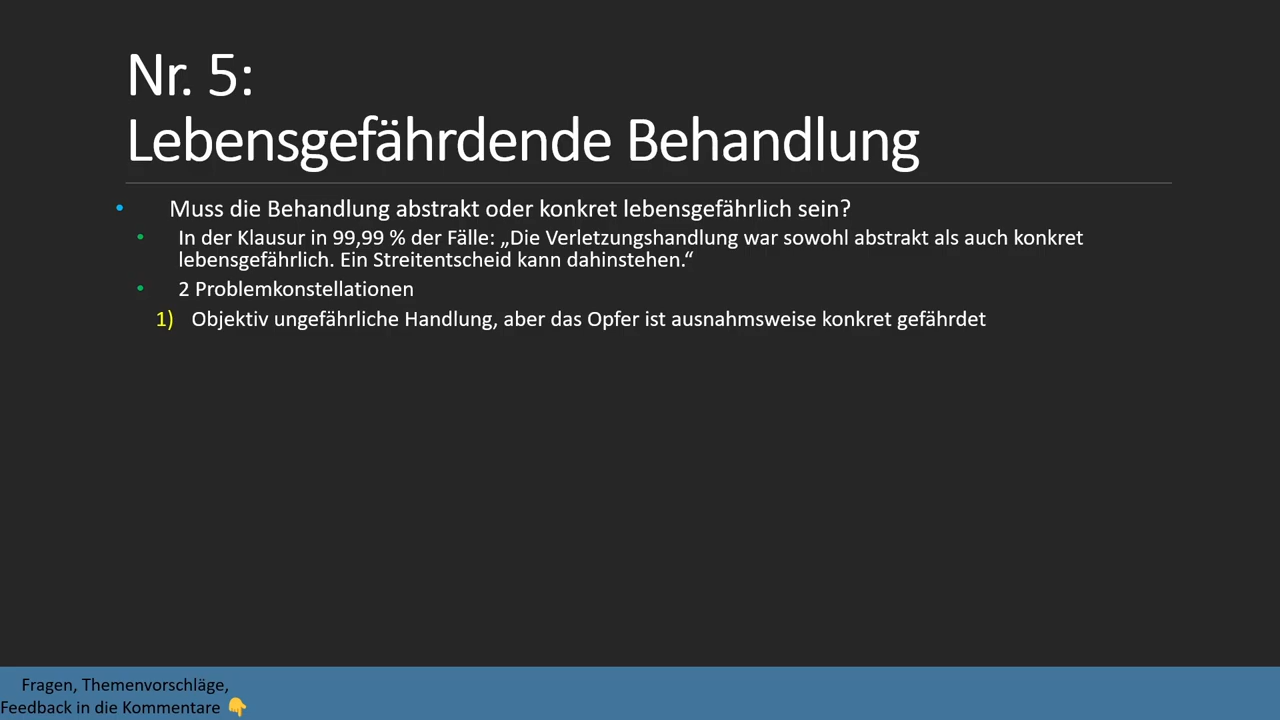 Nr. 5:
Lebensgefährdende Behandlung
• Muss die Behandlung abstrakt oder konkret lebensgefährlich sein?
• In der Klausur in 99,99 % der Fälle: „Die Verletzungshandlung war sowohl abstrakt als auch konkret
lebensgefährlich. Ein Streitentscheid kann dahinstehen.“
• 2 Problemkonstellationen
1) Objektiv ungefährliche Handlung, aber das Opfer ist ausnahmsweise konkret gefährdet
Fragen, Themenvorschläge,
Feedback in die Kommentare 👇